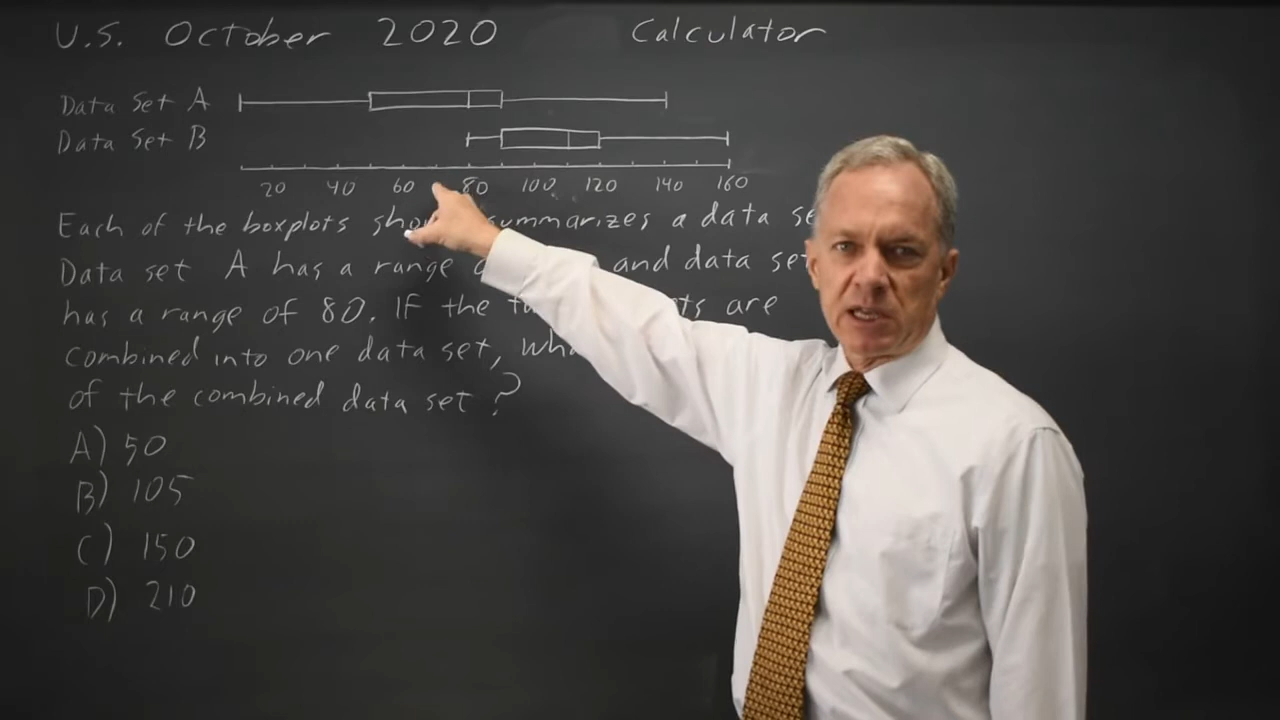 U.S. October 2020 Calculator
Data Set A
Data Set B
20 40 60 80 100 120 140 160
Each of the boxplots summarizes a data
Data set A has a range and data set
has a range of 80. If the are
combined into one data set,
of the combined data set?
A) 50
B) 105
C) 150
D) 210